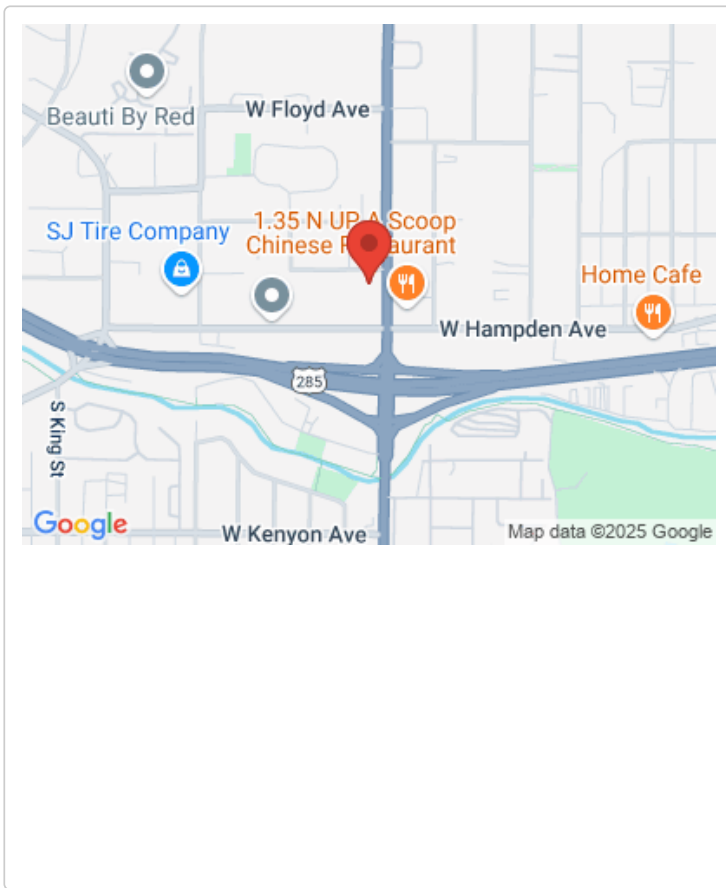 Beauti By Red
W Floyd Ave
1.35 N UP A Scoop
Chinese R aurant
SJ Tire Company
Home Cafe
W Hampden Ave
285
S King St
W Kenyon Ave
Google
Map data ©2025 Google